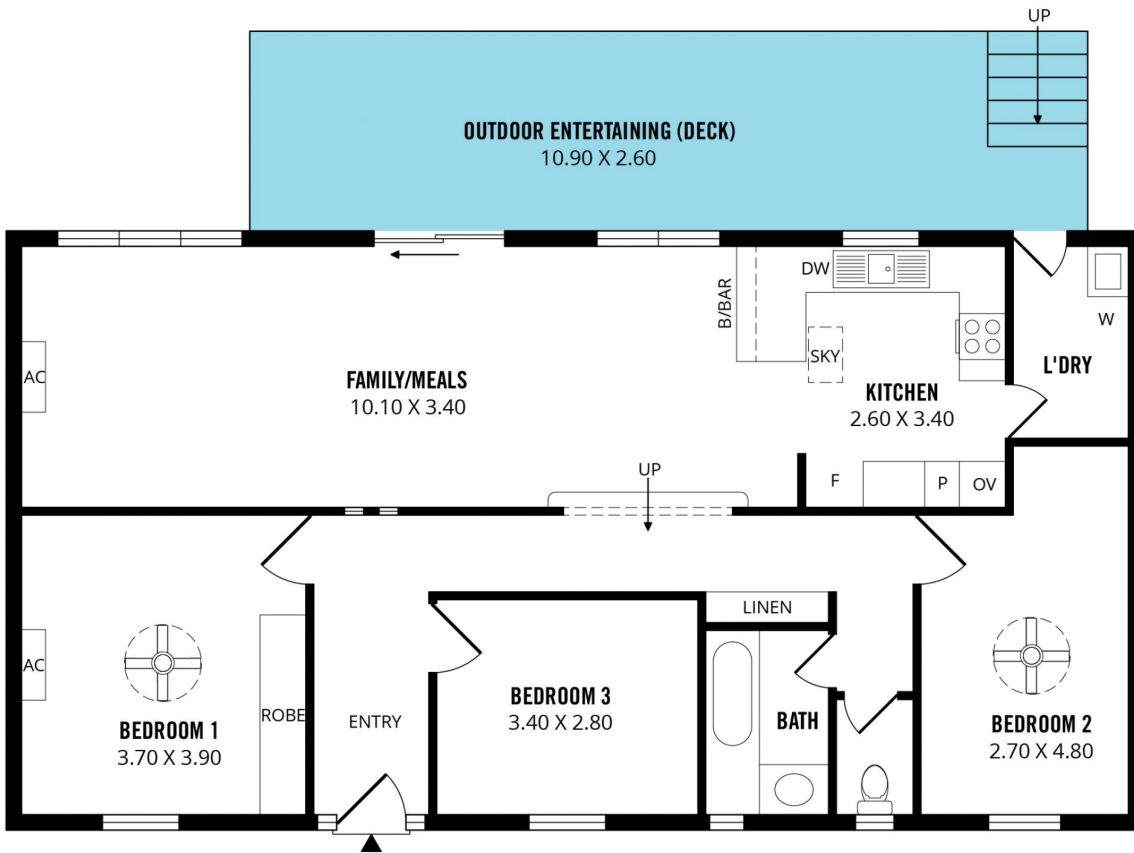 UP
OUTDOOR ENTERTAINING (DECK)
10.90 X 2.60
DW
B/BAR
SKY
W
L'DRY
AC
FAMILY/MEALS
10.10 X 3.40
KITCHEN
2.60 X 3.40
UP
F
P
OV
LINEN
AC
ROBE
BEDROOM 1
3.70 X 3.90
ENTRY
BEDROOM 3
3.40 X 2.80
BATH
BEDROOM 2
2.70 X 4.80